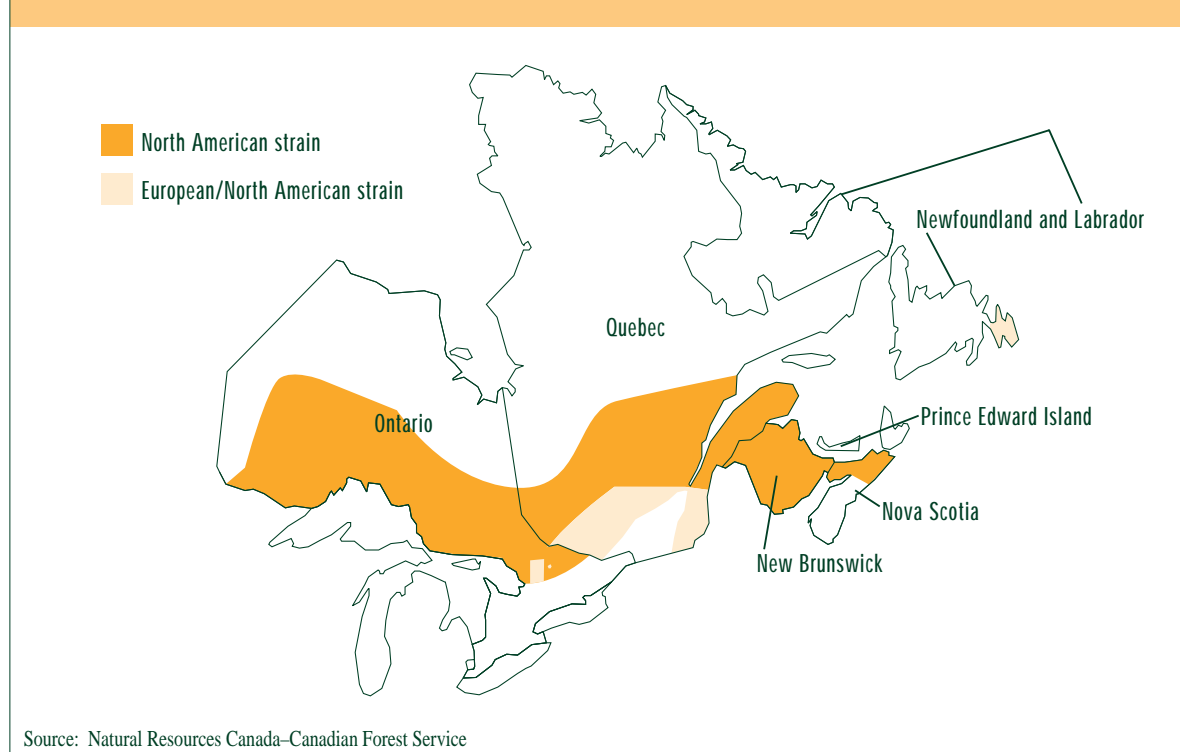 North American strain
European/North American strain
Newfoundland and Labrador
Quebec
Prince Edward Island
Ontario
Nova Scotia
New Brunswick
Source: Natural Resources Canada–Canadian Forest Service